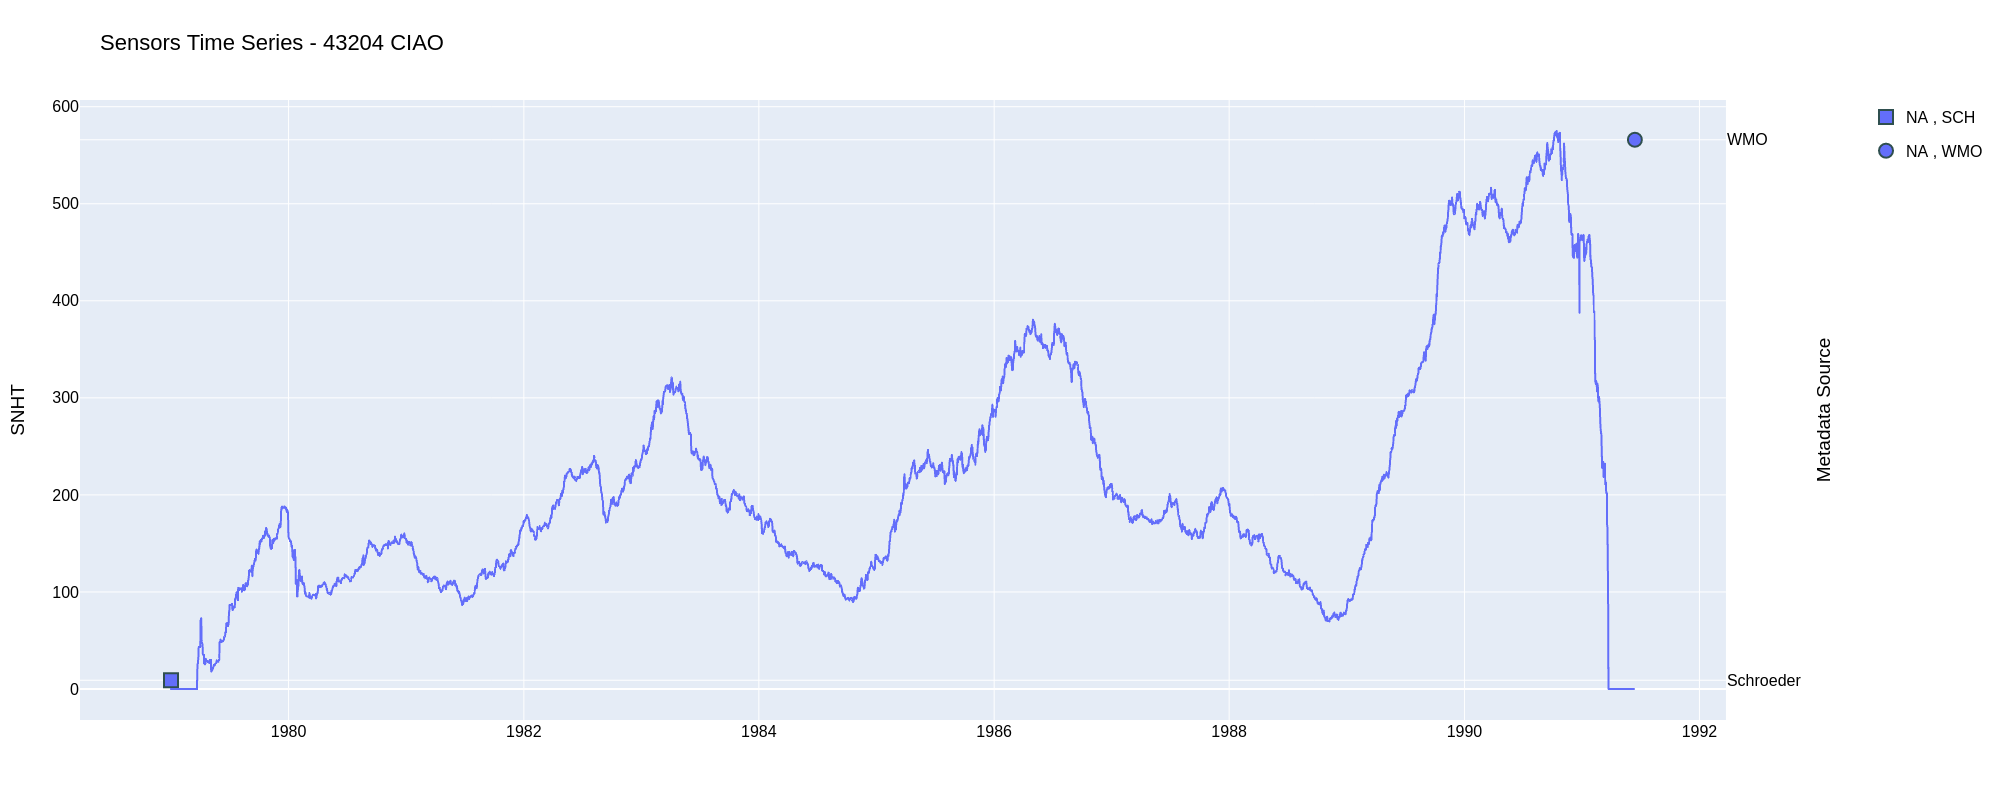 Sensors Time Series - 43204 CIAO
600
500
400
300
200
100
0
SNHT
1980
1982
1984
1986
1988
1990
1992
WMO
Schroeder
Metadata Source
NA , SCH
NA , WMO